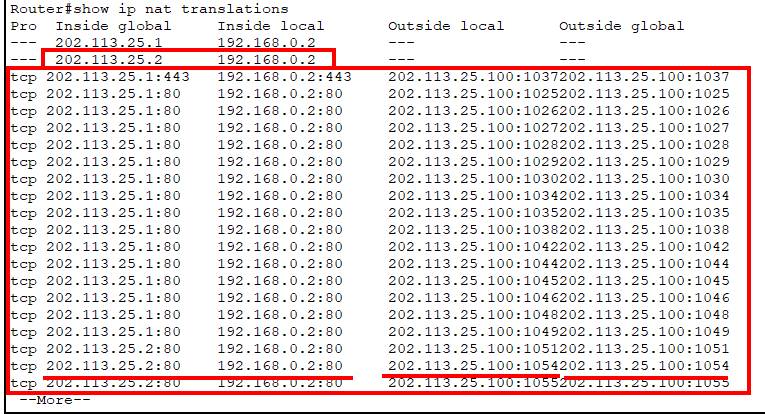 Router#show ip nat translations
Pro  Inside global     Inside local       Outside local      Outside global
---  202.113.25.1      192.168.0.2        ---                ---
---  202.113.25.2      192.168.0.2        ---                ---
tcp 202.113.25.1:443   192.168.0.2:443    202.113.25.100:1037202.113.25.100:1037
tcp 202.113.25.1:80    192.168.0.2:80     202.113.25.100:1025202.113.25.100:1025
tcp 202.113.25.1:80    192.168.0.2:80     202.113.25.100:1026202.113.25.100:1026
tcp 202.113.25.1:80    192.168.0.2:80     202.113.25.100:1027202.113.25.100:1027
tcp 202.113.25.1:80    192.168.0.2:80     202.113.25.100:1028202.113.25.100:1028
tcp 202.113.25.1:80    192.168.0.2:80     202.113.25.100:1029202.113.25.100:1029
tcp 202.113.25.1:80    192.168.0.2:80     202.113.25.100:1030202.113.25.100:1030
tcp 202.113.25.1:80    192.168.0.2:80     202.113.25.100:1034202.113.25.100:1034
tcp 202.113.25.1:80    192.168.0.2:80     202.113.25.100:1035202.113.25.100:1035
tcp 202.113.25.1:80    192.168.0.2:80     202.113.25.100:1038202.113.25.100:1038
tcp 202.113.25.1:80    192.168.0.2:80     202.113.25.100:1042202.113.25.100:1042
tcp 202.113.25.1:80    192.168.0.2:80     202.113.25.100:1044202.113.25.100:1044
tcp 202.113.25.1:80    192.168.0.2:80     202.113.25.100:1045202.113.25.100:1045
tcp 202.113.25.1:80    192.168.0.2:80     202.113.25.100:1046202.113.25.100:1046
tcp 202.113.25.1:80    192.168.0.2:80     202.113.25.100:1048202.113.25.100:1048
tcp 202.113.25.1:80    192.168.0.2:80     202.113.25.100:1049202.113.25.100:1049
tcp 202.113.25.2:80    192.168.0.2:80     202.113.25.100:1051202.113.25.100:1051
tcp 202.113.25.2:80    192.168.0.2:80     202.113.25.100:1054202.113.25.100:1054
tcp 202.113.25.2:80    192.168.0.2:80     202.113.25.100:1055202.113.25.100:1055
--More--